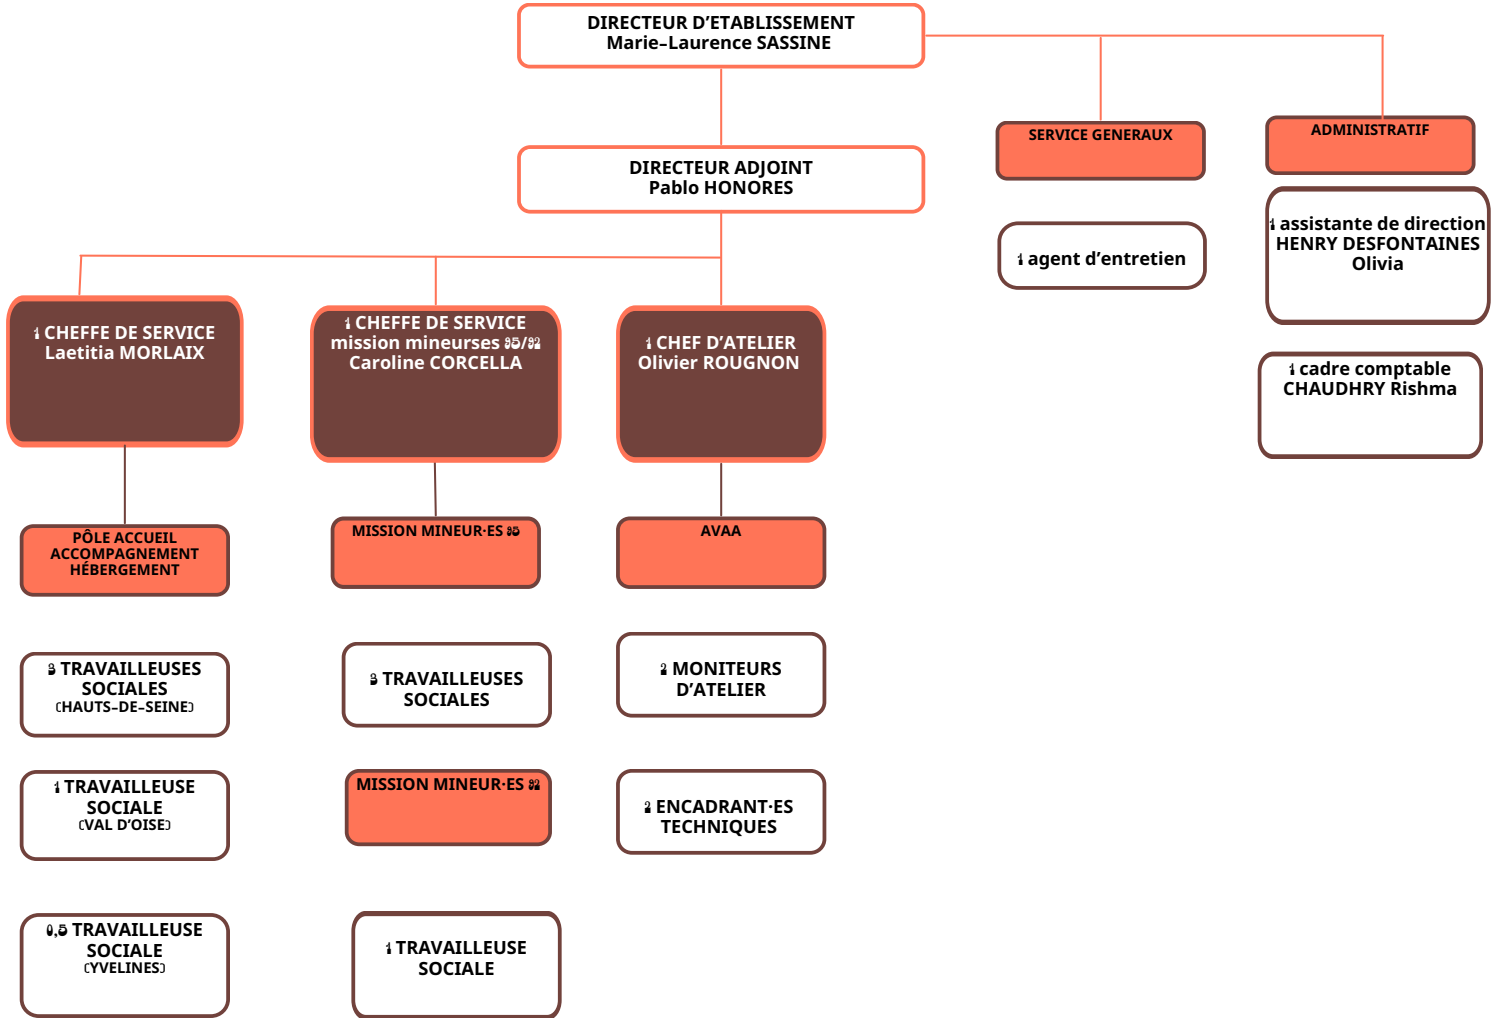 DIRECTEUR D’ETABLISSEMENT
Marie–Laurence SASSINE
SERVICE GENERAUX
ADMINISTRATIF
DIRECTEUR ADJOINT
Pablo HONORES
1 assistante de direction
HENRY DESFONTAINES
Olivia
1 agent d’entretien
1 CHEFFE DE SERVICE
Laetitia MORLAIX
1 CHEFFE DE SERVICE
mission mineurses 95/92
Caroline CORCELLA
1 CHEF D’ATELIER
Olivier ROUGNON
1 cadre comptable
CHAUDHRY Rishma
PÔLE ACCUEIL
ACCOMPAGNEMENT
HÉBERGEMENT
MISSION MINEUR·ES 95
AVAA
3 TRAVAILLEUSES
SOCIALES
(HAUTS–DE–SEINE)
3 TRAVAILLEUSES
SOCIALES
2 MONITEURS
D’ATELIER
1 TRAVAILLEUSE
SOCIALE
(VAL D’OISE)
MISSION MINEUR·ES 92
2 ENCADRANT·ES
TECHNIQUES
0,5 TRAVAILLEUSE
SOCIALE
(YVELINES)
1 TRAVAILLEUSE
SOCIALE